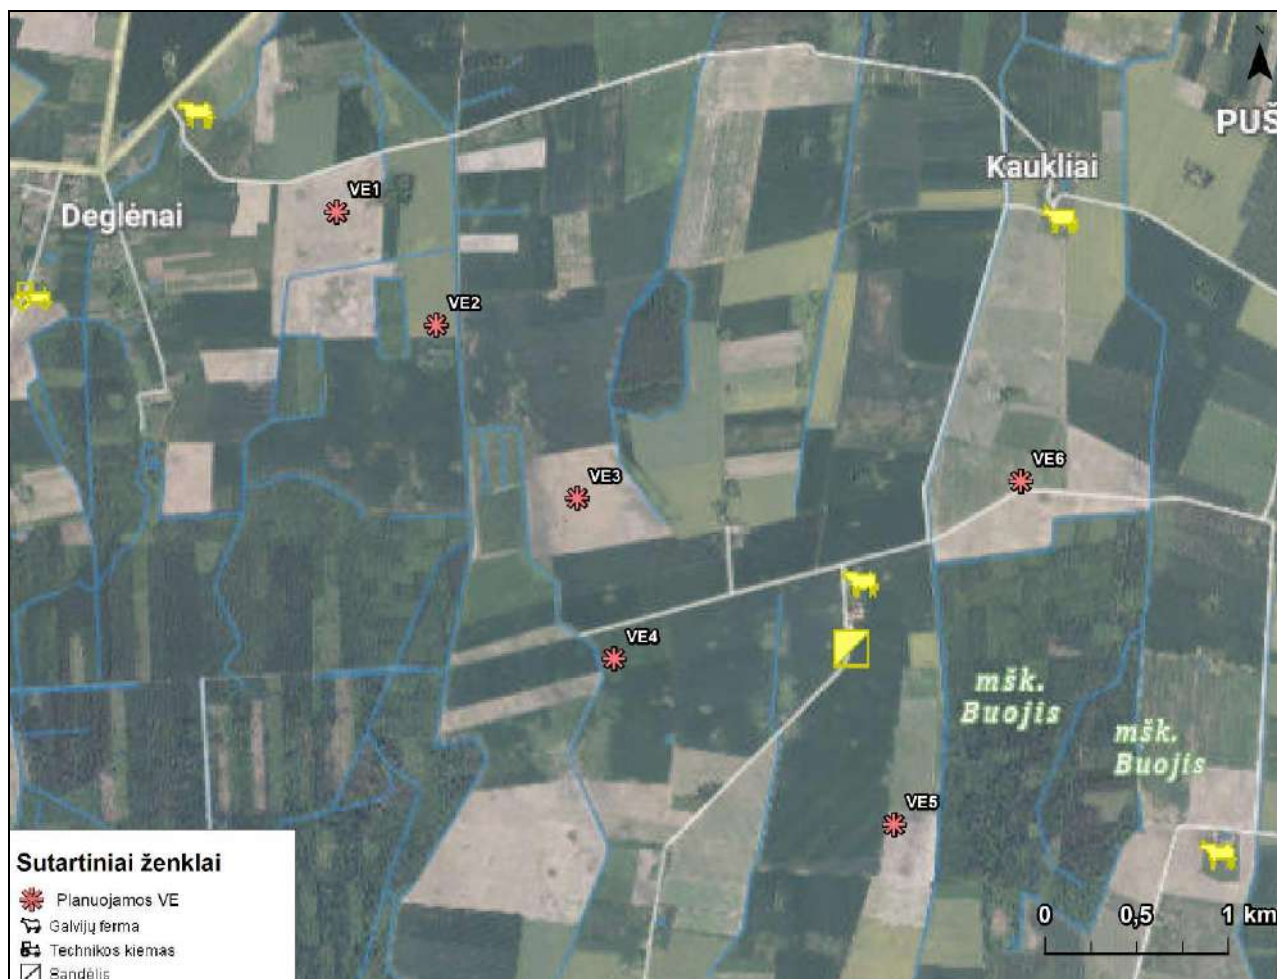 N
PUŠ
Kaukliai
VE1
Deglėnai
VE2
VE6
VE3
VE4
mšk.
Buojis
mšk.
Buojis
VE5
Sutartiniai ženklai
Planuojamos VE
Galvijų ferma
Technikos kiemas
Sandėlis
0 0,5 1 km